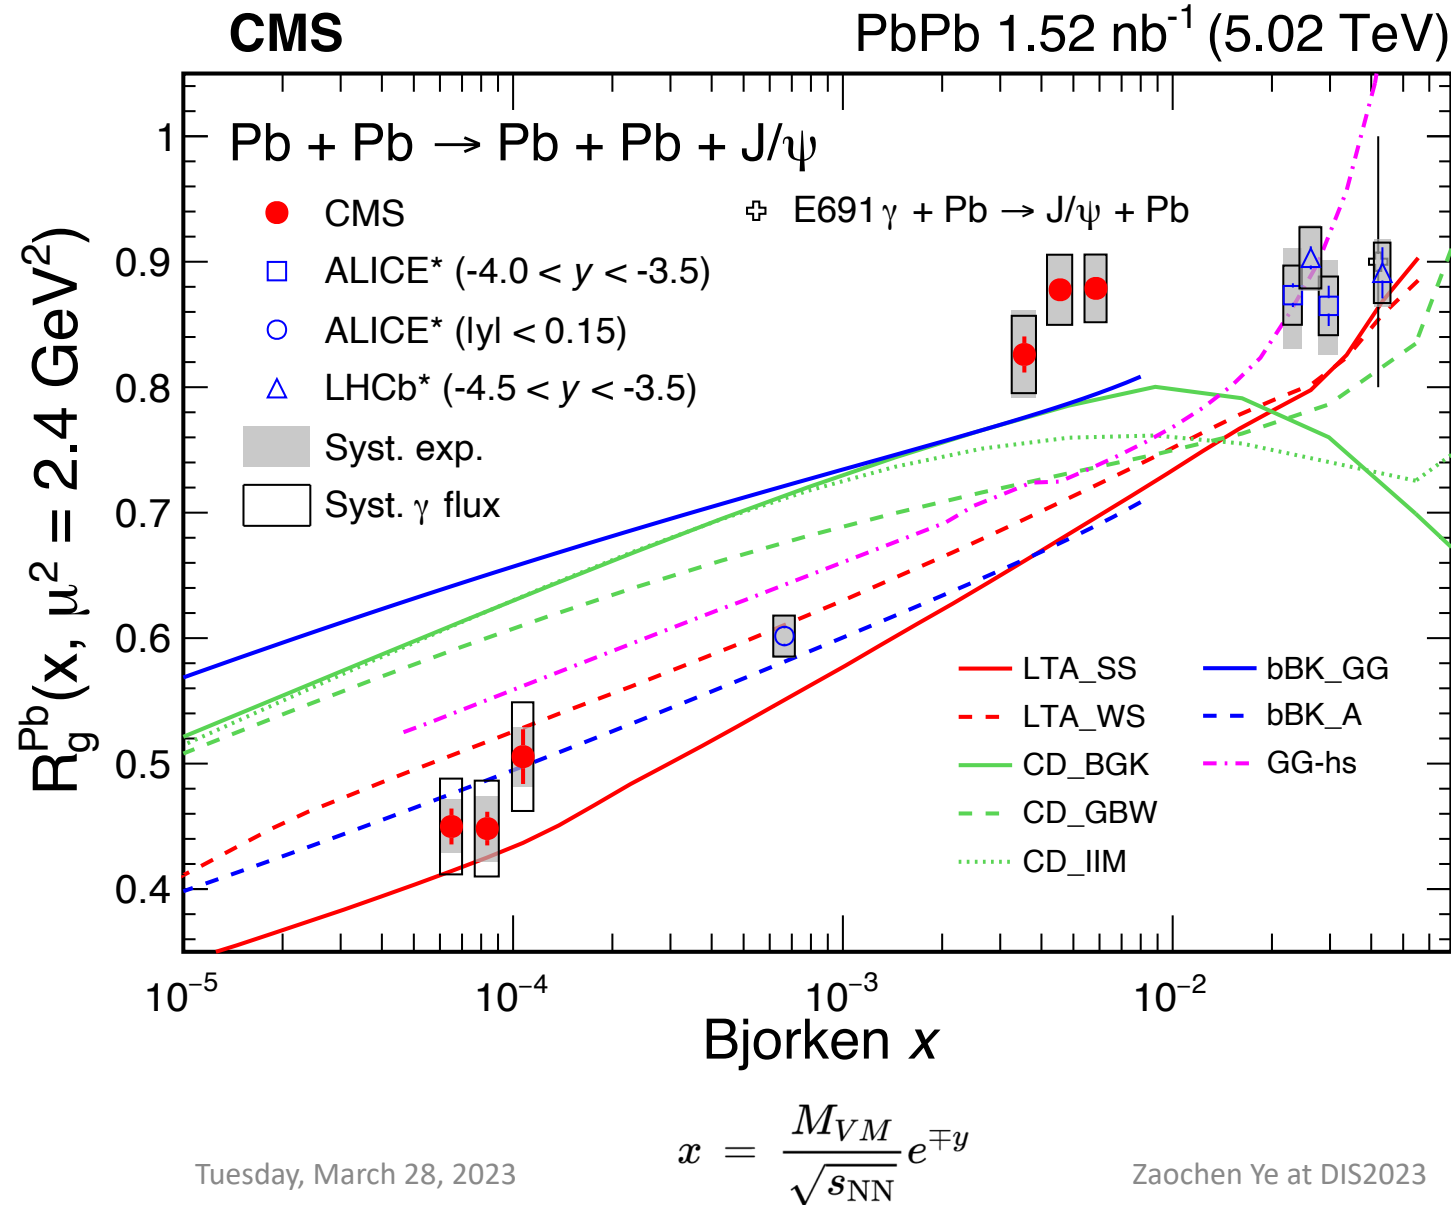 CMS PbPb 1.52 nb⁻¹ (5.02 TeV)
Pb + Pb → Pb + Pb + J/ψ
CMS
ALICE* (-4.0 < y < -3.5)
ALICE* (|y| < 0.15)
LHCb* (-4.5 < y < -3.5)
Syst. exp.
Syst. γ flux
E691 γ + Pb → J/ψ + Pb
LTA_SS
LTA_WS
CD_BGK
CD_GBW
CD_IIM
bBK_GG
bBK_A
GG-hs
R_g^Pb(x, μ² = 2.4 GeV²)
1
0.9
0.8
0.7
0.6
0.5
0.4
10⁻⁵ 10⁻⁴ 10⁻³ 10⁻²
Bjorken x
x = M_VM / √s_NN e^∓y
Tuesday, March 28, 2023 Zaochen Ye at DIS2023